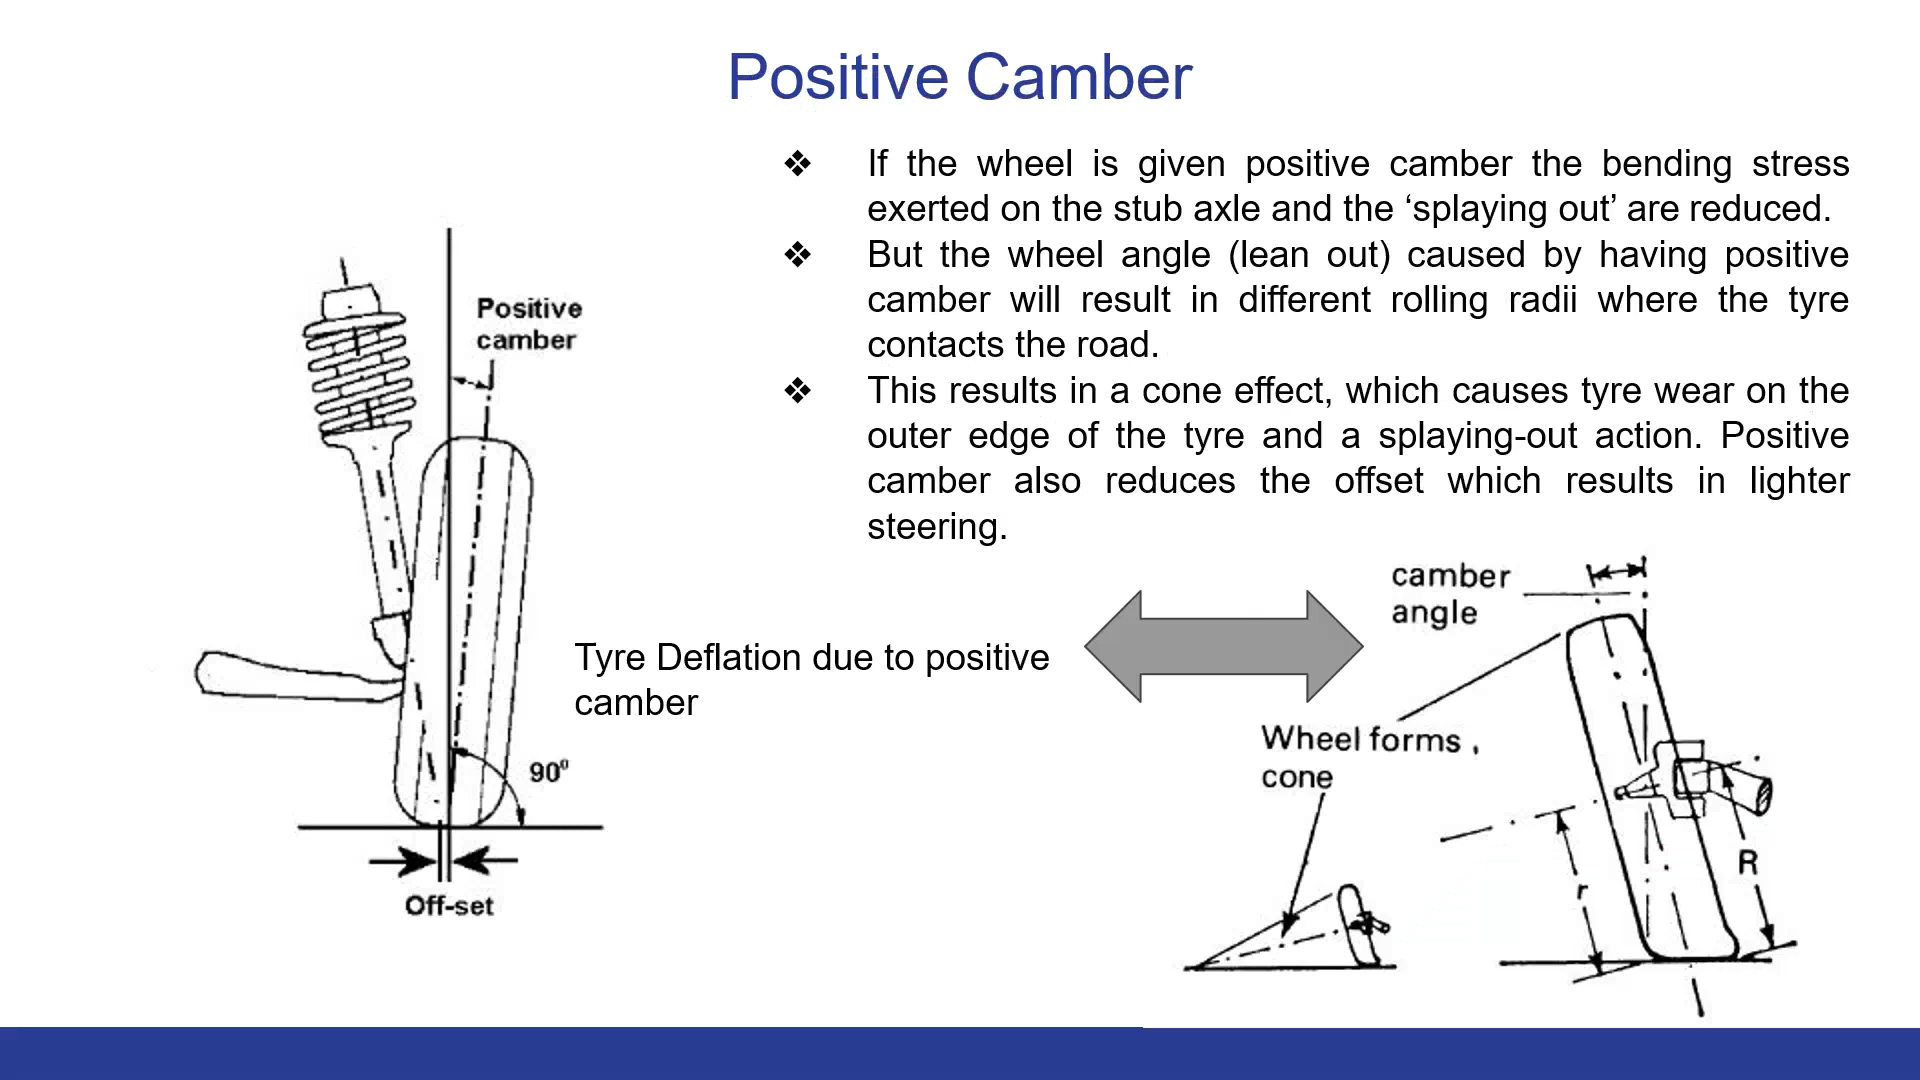 Positive Camber
❖ If the wheel is given positive camber the bending stress
exerted on the stub axle and the ‘splaying out’ are reduced.
❖ But the wheel angle (lean out) caused by having positive
camber will result in different rolling radii where the tyre
contacts the road.
❖ This results in a cone effect, which causes tyre wear on the
outer edge of the tyre and a splaying-out action. Positive
camber also reduces the offset which results in lighter
steering.
Positive
camber
90⁰
Off-set
Tyre Deflation due to positive
camber
camber
angle
Wheel forms
cone
r
R